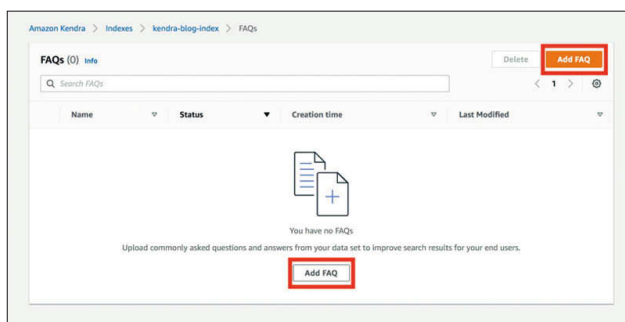 Amazon Kendra > Indexes > kendra-blog-index > FAQs
FAQs (0) Info
Delete
Add FAQ
Search FAQs
< 1 >
Name Status Creation time Last Modified
You have no FAQs
Upload commonly asked questions and answers from your data set to improve search results for your end users.
Add FAQ